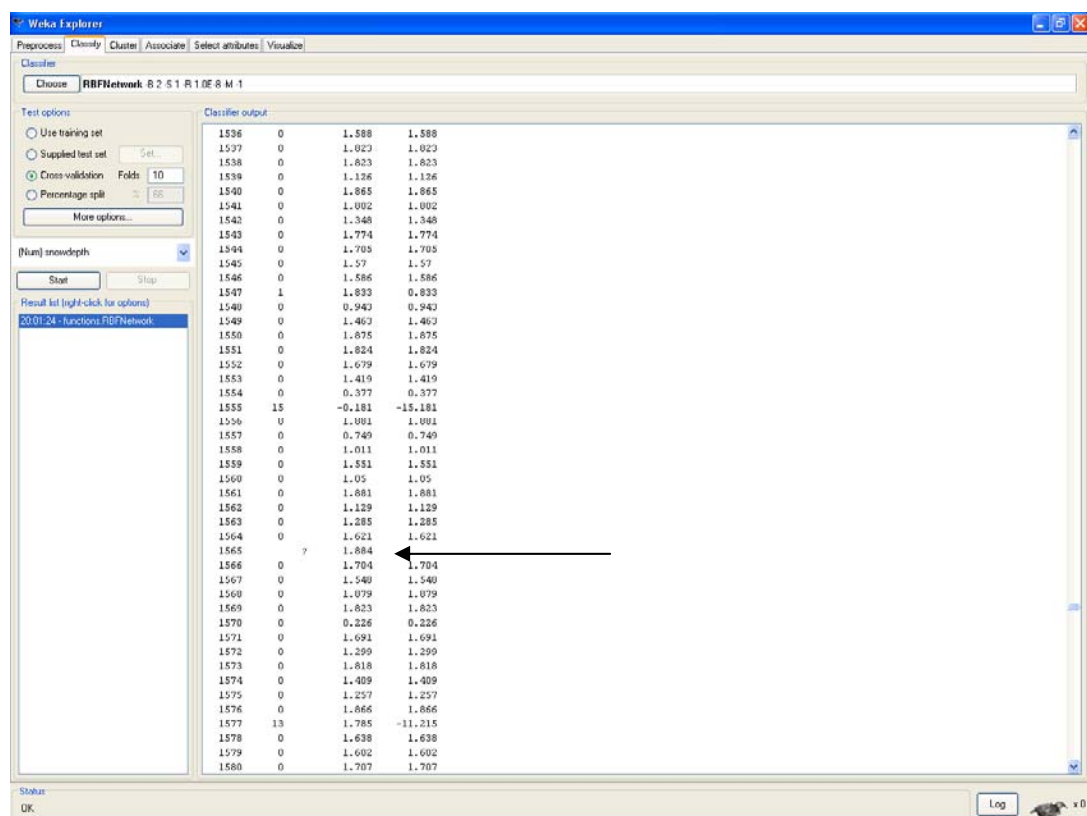 Weka Explorer
Preprocess Classify Cluster Associate Select attributes Visualize
Classifier
Choose RBFNetwork -B 2 -S 1 -R 1.0E-8 -M -1
Test options
Use training set
Supplied test set Set...
Cross-validation Folds 10
Percentage split % 66
More options...
(Num) snowdepth
Start Stop
Result list (right-click for options)
20:01:24 - functions.RBFNetwork
Classifier output
1536 0 1.588 1.588
1537 0 1.823 1.823
1538 0 1.823 1.823
1539 0 1.126 1.126
1540 0 1.865 1.865
1541 0 1.802 1.802
1542 0 1.348 1.348
1543 0 1.774 1.774
1544 0 1.705 1.705
1545 0 1.57 1.57
1546 0 1.586 1.586
1547 1 1.833 0.833
1548 0 0.943 0.943
1549 0 1.463 1.463
1550 0 1.875 1.875
1551 0 1.824 1.824
1552 0 1.679 1.679
1553 0 1.419 1.419
1554 0 0.377 0.377
1555 15 -0.181 -15.181
1556 0 1.881 1.881
1557 0 0.749 0.749
1558 0 1.011 1.011
1559 0 1.551 1.551
1560 0 1.05 1.05
1561 0 1.881 1.881
1562 0 1.129 1.129
1563 0 1.285 1.285
1564 0 1.621 1.621
1565 ? 1.884
1566 0 1.704 1.704
1567 0 1.548 1.548
1568 0 1.879 1.879
1569 0 1.823 1.823
1570 0 0.226 0.226
1571 0 1.691 1.691
1572 0 1.299 1.299
1573 0 1.818 1.818
1574 0 1.409 1.409
1575 0 1.257 1.257
1576 0 1.866 1.866
1577 13 1.785 -11.215
1578 0 1.638 1.638
1579 0 1.602 1.602
1580 0 1.707 1.707
Status
OK
Log x 0